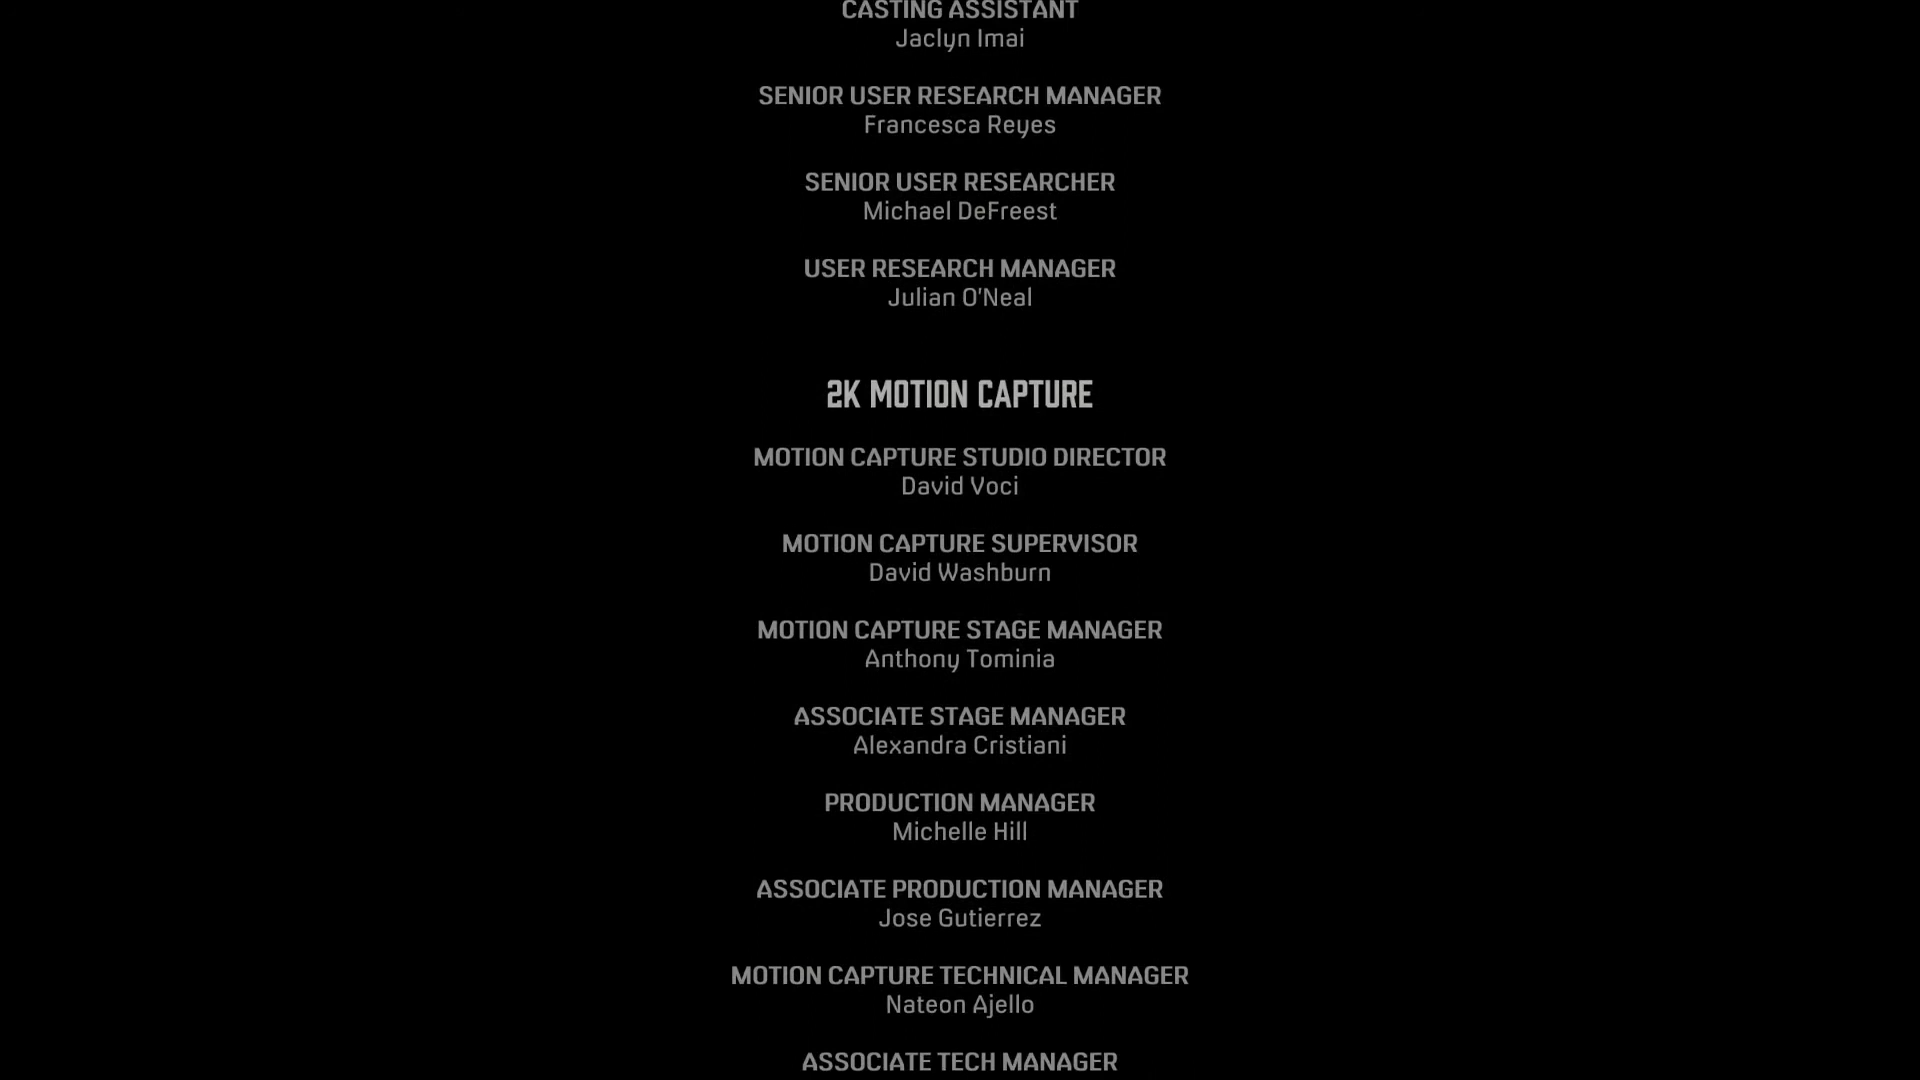 CASTING ASSISTANT
Jaclyn Imai
SENIOR USER RESEARCH MANAGER
Francesca Reyes
SENIOR USER RESEARCHER
Michael DeFreest
USER RESEARCH MANAGER
Julian O'Neal
2K MOTION CAPTURE
MOTION CAPTURE STUDIO DIRECTOR
David Voci
MOTION CAPTURE SUPERVISOR
David Washburn
MOTION CAPTURE STAGE MANAGER
Anthony Tominia
ASSOCIATE STAGE MANAGER
Alexandra Cristiani
PRODUCTION MANAGER
Michelle Hill
ASSOCIATE PRODUCTION MANAGER
Jose Gutierrez
MOTION CAPTURE TECHNICAL MANAGER
Nateon Ajello
ASSOCIATE TECH MANAGER